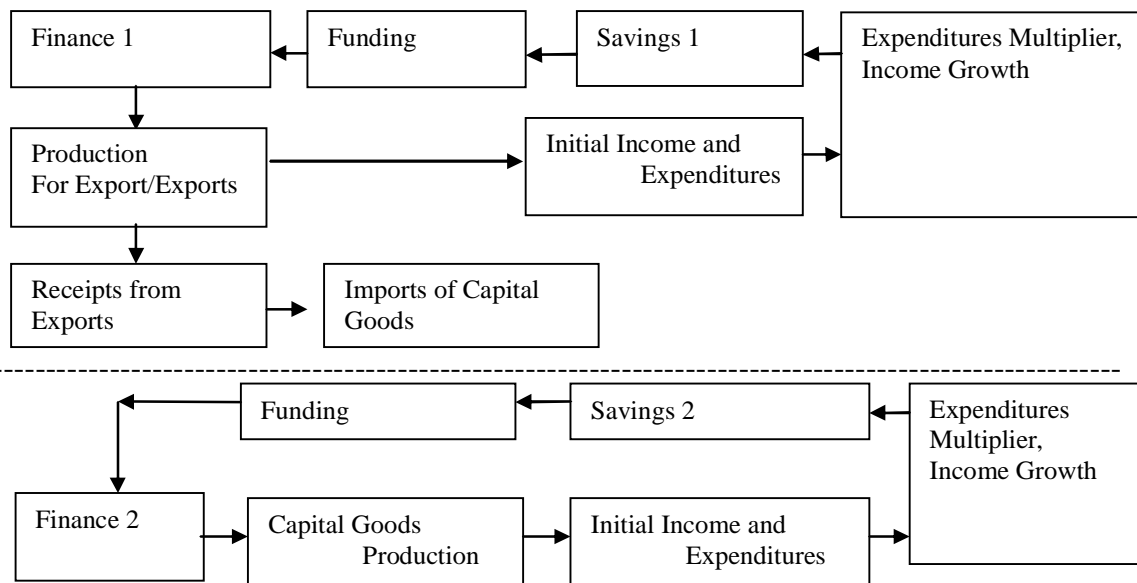 Finance 1
Funding
Savings 1
Expenditures Multiplier,
Income Growth
Production
For Export/Exports
Initial Income and
Expenditures
Receipts from
Exports
Imports of Capital
Goods
Funding
Savings 2
Expenditures
Multiplier,
Income Growth
Finance 2
Capital Goods
Production
Initial Income and
Expenditures